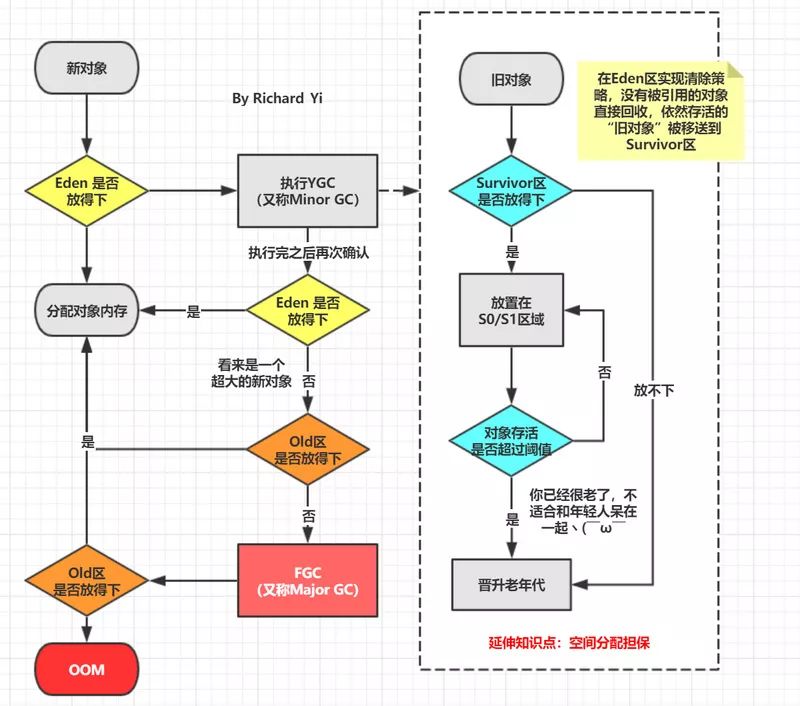 新对象
By Richard Yi
Eden 是否
放得下
执行YGC
（又称Minor GC）
执行完之后再次确认
Eden 是否
放得下
是
分配对象内存
看来是一个
超大的新对象
否
Old区
是否放得下
是
否
FGC
（又称Major GC）
Old区
是否放得下
OOM
旧对象
在Eden区实现清除策
略，没有被引用的对象
直接回收，依然存活的
“旧对象”被移送到
Survivor区
Survivor区
是否放得下
是
放置在
S0/S1区域
否
放不下
对象存活
是否超过阈值
你已经很老了，不
适合和年轻人呆在
一起丶(￣ω￣
是
晋升老年代
延伸知识点：空间分配担保